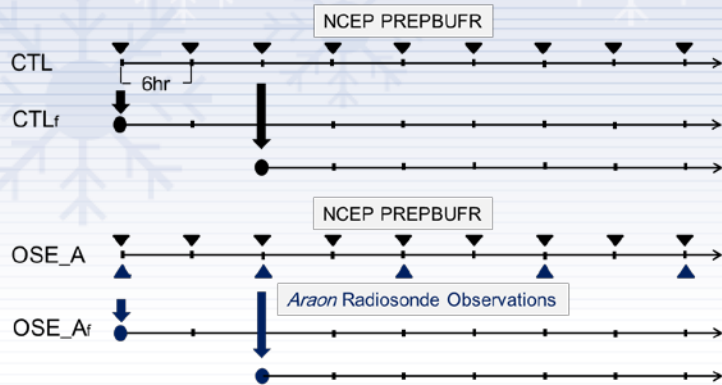 NCEP PREPBUFR
CTL
6hr
CTLf
NCEP PREPBUFR
OSE_A
Araon Radiosonde Observations
OSE_Af